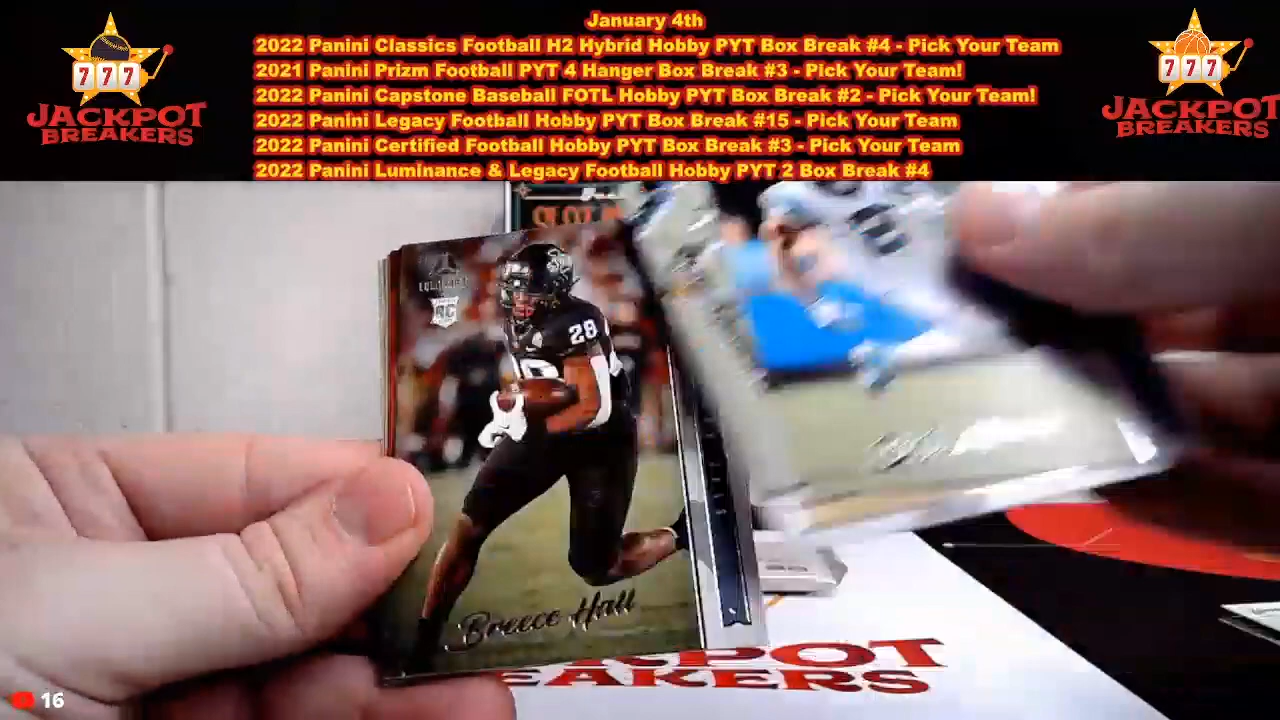 January 4th
2022 Panini Classics Football H2 Hybrid Hobby PYT Box Break #4 - Pick Your Team
2021 Panini Prizm Football PYT 4 Hanger Box Break #3 - Pick Your Team!
2022 Panini Capstone Baseball FOTL Hobby PYT Box Break #2 - Pick Your Team!
2022 Panini Legacy Football Hobby PYT Box Break #15 - Pick Your Team
2022 Panini Certified Football Hobby PYT Box Break #3 - Pick Your Team
2022 Panini Luminance & Legacy Football Hobby PYT 2 Box Break #4
777
JACKPOT
BREAKERS
777
JACKPOT
BREAKERS
RC
28
Breece Hall
16